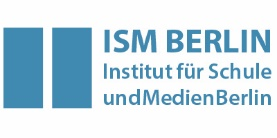 ISM BERLIN
Institut für Schule
undMedienBerlin